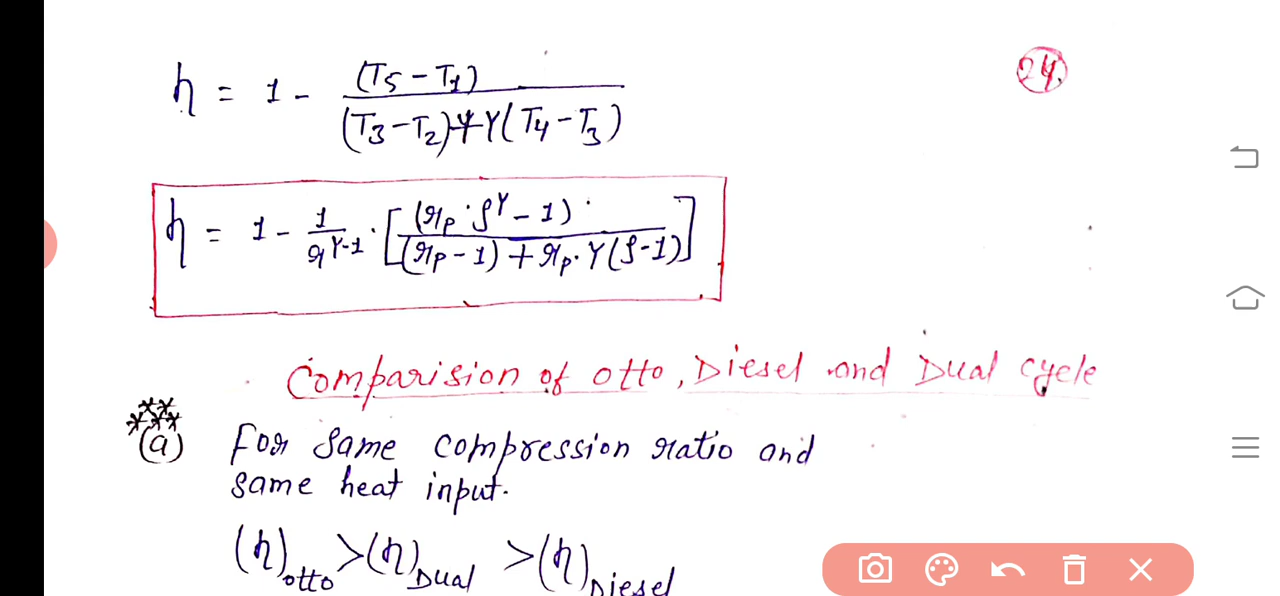 24.
η = 1 - (T5 - T1) / (T3 - T2) + γ(T4 - T3)
η = 1 - 1/r^γ-1 · [(rp · ρ^γ - 1) / (rp - 1) + rp · γ(ρ - 1)]
Comparision of otto, Diesel and Dual cycle
(a) For same compression ratio and
same heat input.
(η)otto > (η)Dual > (η)Diesel